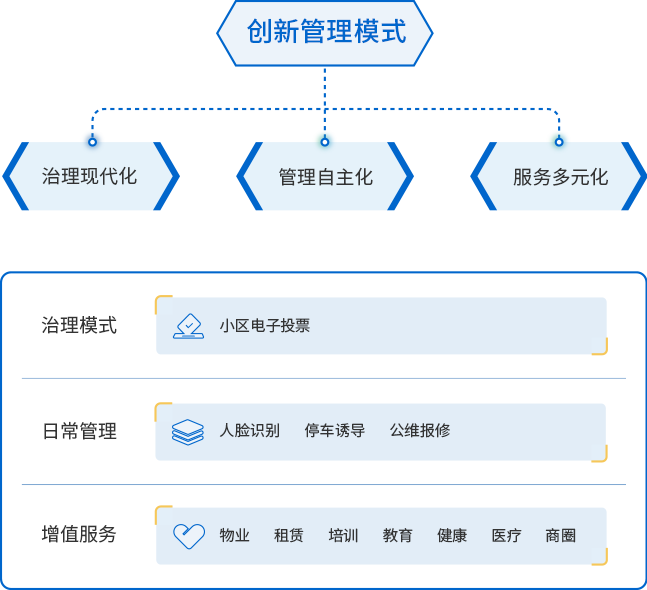 创新管理模式
治理现代化 管理自主化 服务多元化
治理模式 小区电子投票
日常管理 人脸识别 停车诱导 公维报修
增值服务 物业 租赁 培训 教育 健康 医疗 商圈